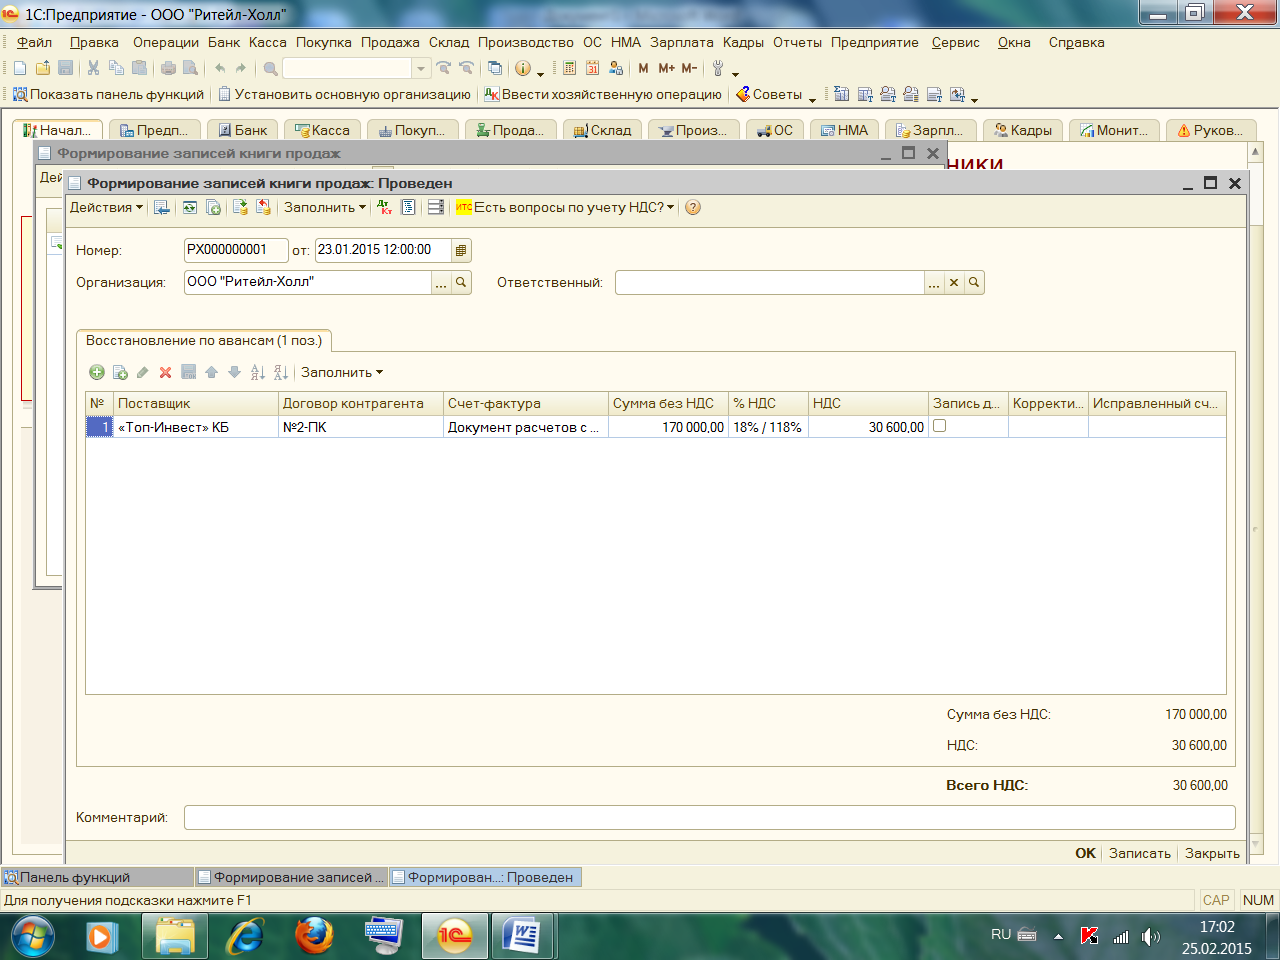 1С:Предприятие - ООО "Ритейл-Холл"
Файл Правка Операции Банк Касса Покупка Продажа Склад Производство ОС НМА Зарплата Кадры Отчеты Предприятие Сервис Окна Справка
М М+ М-
Показать панель функций Установить основную организацию Ввести хозяйственную операцию Советы
Начал... Предп... Банк Касса Покуп... Прода... Склад Произ... ОС НМА Зарпл... Кадры Монит... Руков...
Формирование записей книги продаж
ники
Дей
Формирование записей книги продаж: Проведен
Действия Заполнить Дт Кт ИТС Есть вопросы по учету НДС?
Номер: РХ000000001 от: 23.01.2015 12:00:00
Организация: ООО "Ритейл-Холл" Ответственный:
Восстановление по авансам (1 поз.)
Заполнить
№ Поставщик Договор контрагента Счет-фактура Сумма без НДС % НДС НДС Запись д... Корректи... Исправленный сч...
1 «Топ-Инвест» КБ №2-ПК Документ расчетов с ... 170 000,00 18% / 118% 30 600,00
Сумма без НДС: 170 000,00
НДС: 30 600,00
Всего НДС: 30 600,00
Комментарий:
OK Записать Закрыть
Панель функций Формирование записей ... Формирован...: Проведен
Для получения подсказки нажмите F1 CAP NUM
RU 17:02
25.02.2015